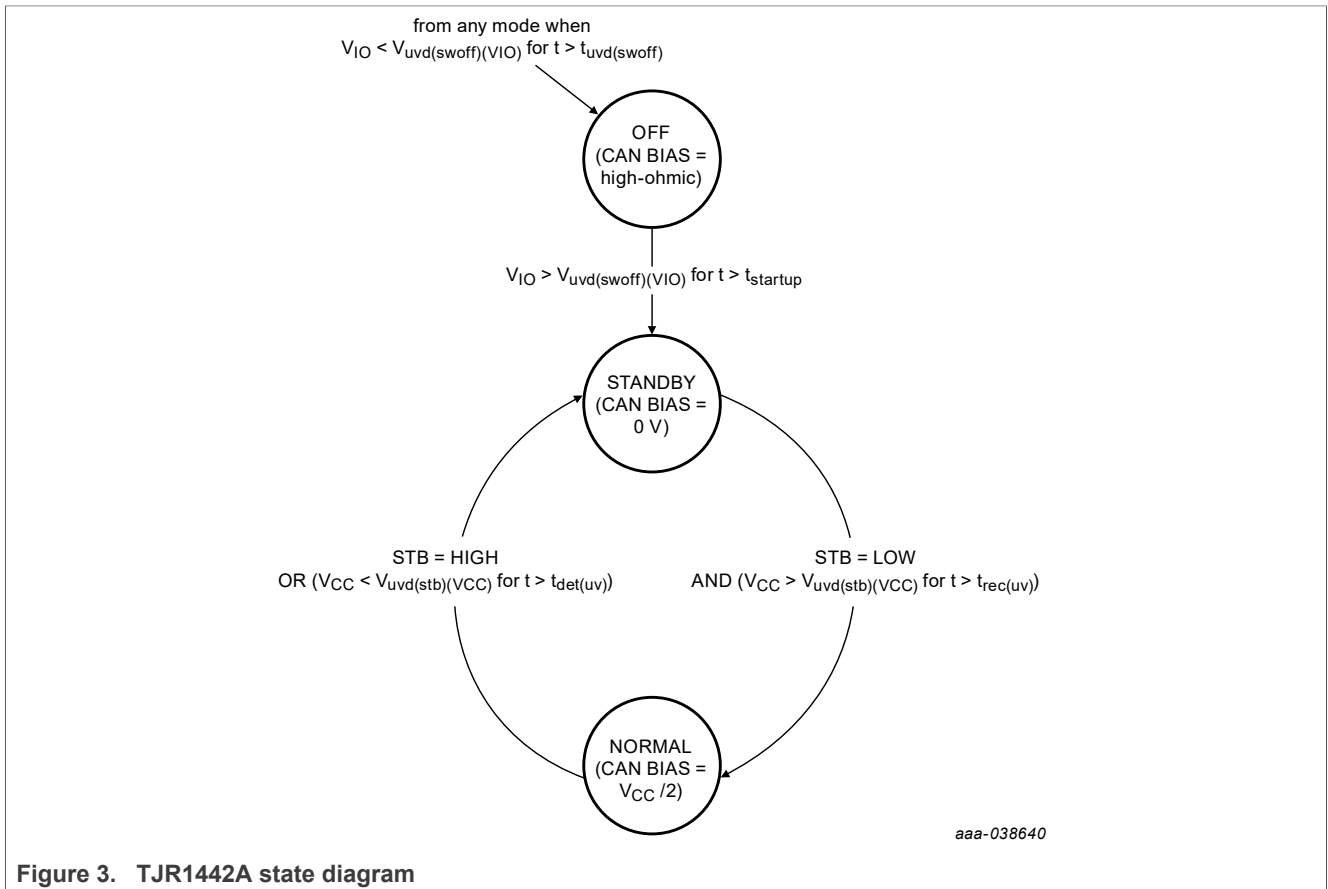 from any mode when
VIO < Vuvd(swoff)(VIO) for t > tuvd(swoff)
OFF
(CAN BIAS =
high-ohmic)
VIO > Vuvd(swoff)(VIO) for t > tstartup
STANDBY
(CAN BIAS =
0 V)
STB = HIGH
OR (VCC < Vuvd(stb)(VCC) for t > tdet(uv))
STB = LOW
AND (VCC > Vuvd(stb)(VCC) for t > trec(uv))
NORMAL
(CAN BIAS =
VCC /2)
aaa-038640
Figure 3. TJR1442A state diagram